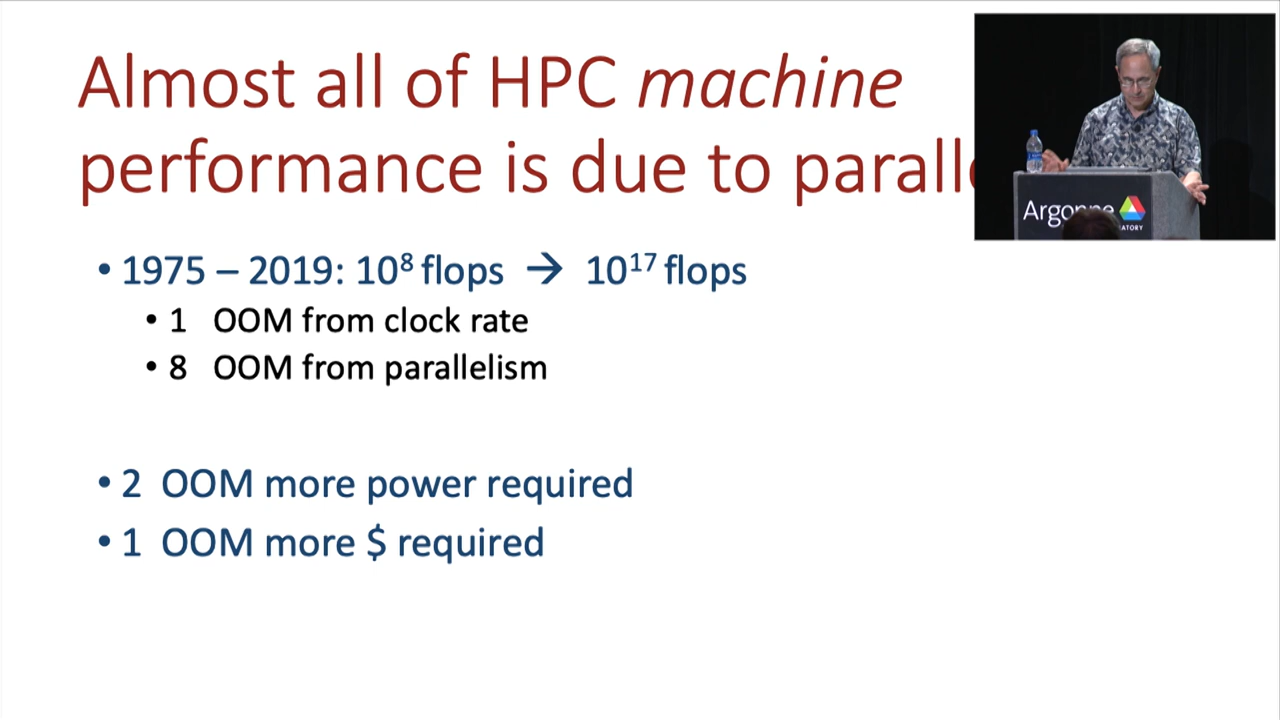 Almost all of HPC machine
performance is due to
• 1975 – 2019: 10⁸ flops → 10¹⁷ flops
• 1 OOM from clock rate
• 8 OOM from parallelism
• 2 OOM more power required
• 1 OOM more $ required